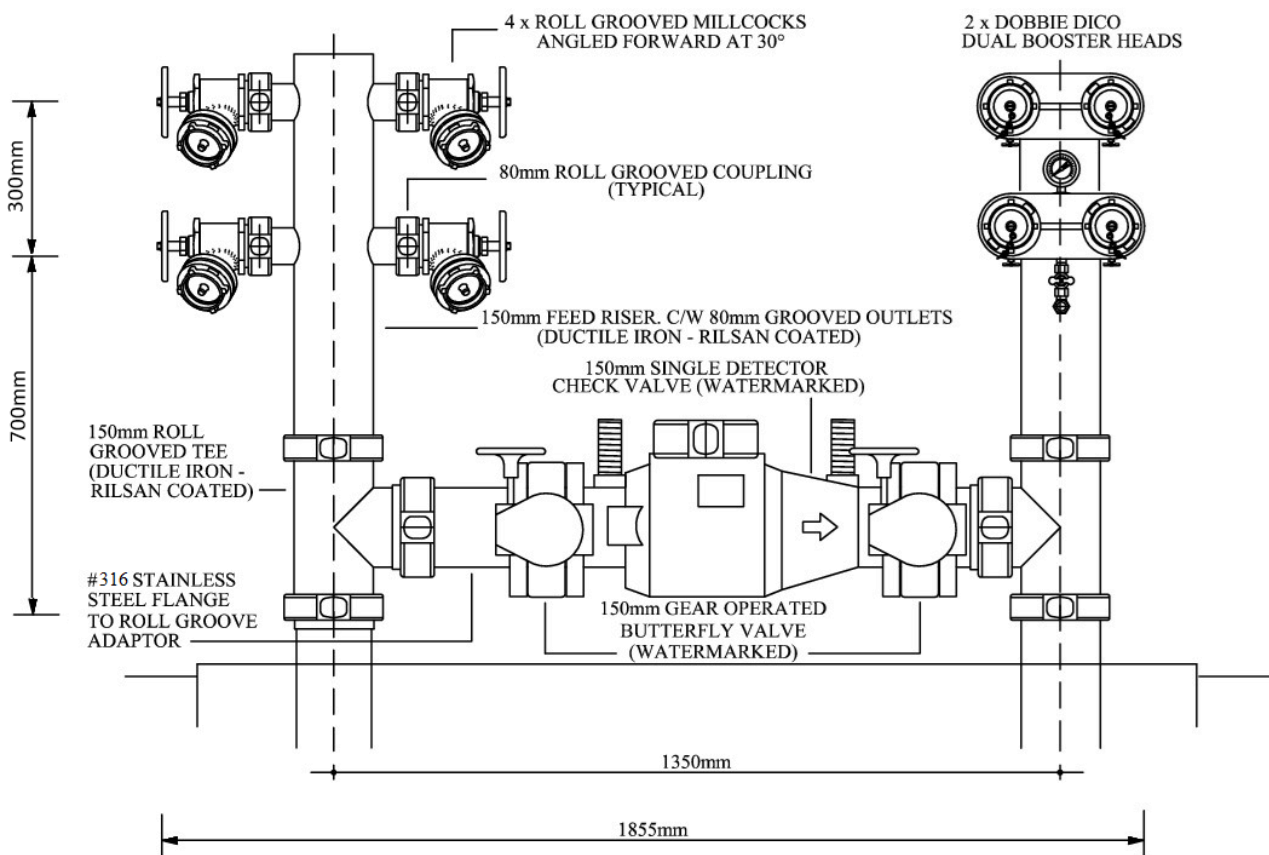 4 x ROLL GROOVED MILLCOCKS
ANGLED FORWARD AT 30°
2 x DOBBIE DICO
DUAL BOOSTER HEADS
300mm
80mm ROLL GROOVED COUPLING
(TYPICAL)
700mm
150mm FEED RISER. C/W 80mm GROOVED OUTLETS
(DUCTILE IRON - RILSAN COATED)
150mm SINGLE DETECTOR
CHECK VALVE (WATERMARKED)
150mm ROLL
GROOVED TEE
(DUCTILE IRON -
RILSAN COATED)
#316 STAINLESS
STEEL FLANGE
TO ROLL GROOVE
ADAPTOR
150mm GEAR OPERATED
BUTTERFLY VALVE
(WATERMARKED)
1350mm
1855mm